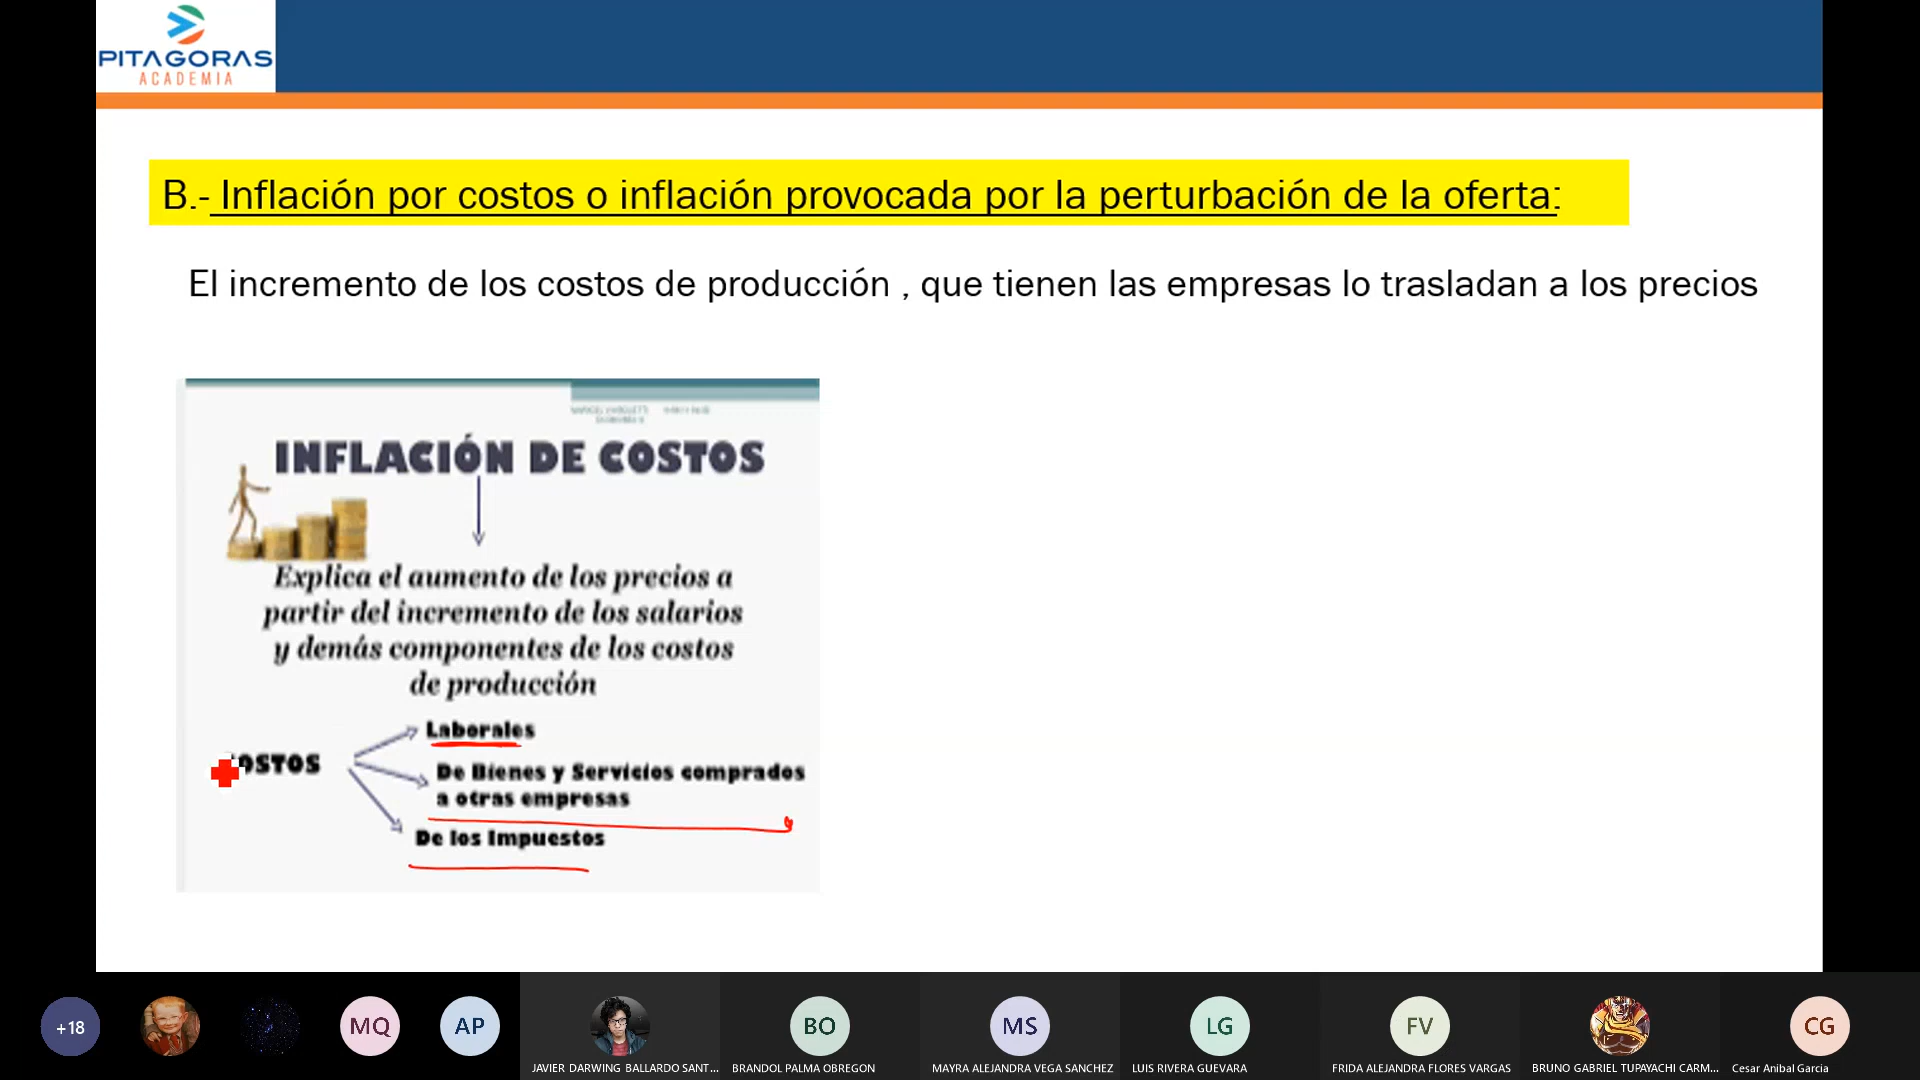 PITAGORAS
ACADEMIA
B.- Inflación por costos o inflación provocada por la perturbación de la oferta:
El incremento de los costos de producción , que tienen las empresas lo trasladan a los precios
INFLACIÓN DE COSTOS
Explica el aumento de los precios a
partir del incremento de los salarios
y demás componentes de los costos
de producción
Laborales
OSTOS
De Bienes y Servicios comprados
a otras empresas
De los Impuestos
+18
MQ
AP
BO
MS
LG
FV
CG
JAVIER DARWING BALLARDO SANT...
BRANDOL PALMA OBREGON
MAYRA ALEJANDRA VEGA SANCHEZ
LUIS RIVERA GUEVARA
FRIDA ALEJANDRA FLORES VARGAS
BRUNO GABRIEL TUPAYACHI CARM...
Cesar Anibal Garcia